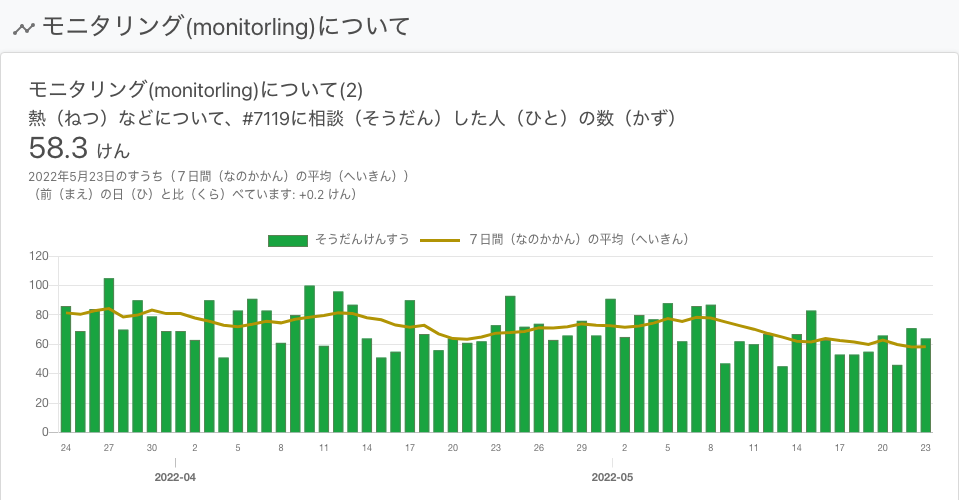 モニタリング(monitorling)について
モニタリング(monitorling)について(2)
熱（ねつ）などについて、#7119に相談（そうだん）した人（ひと）の数（かず）
58.3 けん
2022年5月23日のすうち（７日間（なのかかん）の平均（へいきん））
（前（まえ）の日（ひ）と比（くら）べています: +0.2 けん）
そうだんけんすう ７日間（なのかかん）の平均（へいきん）
120
100
80
60
40
20
0
24 27 30 2 5 8 11 14 17 20 23 26 29 2 5 8 11 14 17 20 23
2022-04 2022-05